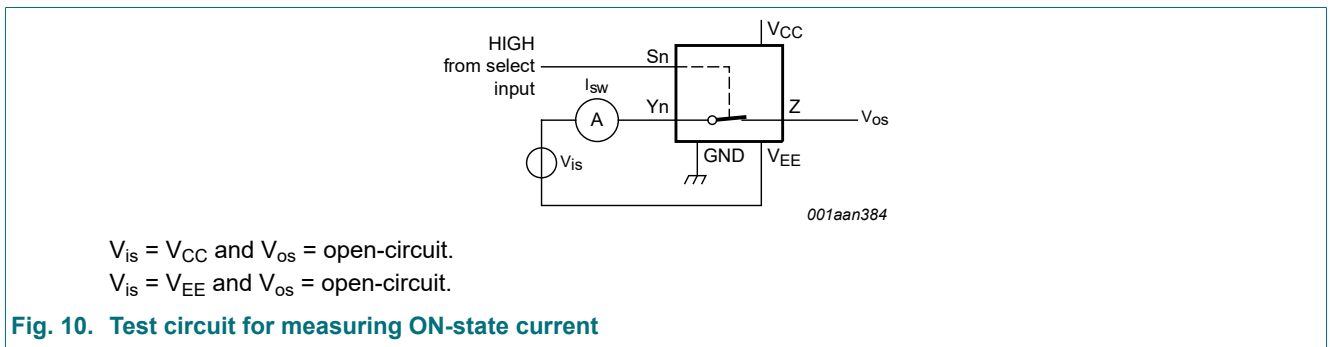 VCC
HIGH
from select
input
Sn
Isw
Yn
Z
Vos
A
GND
VEE
Vis
001aan384
Vis = VCC and Vos = open-circuit.
Vis = VEE and Vos = open-circuit.
Fig. 10. Test circuit for measuring ON-state current